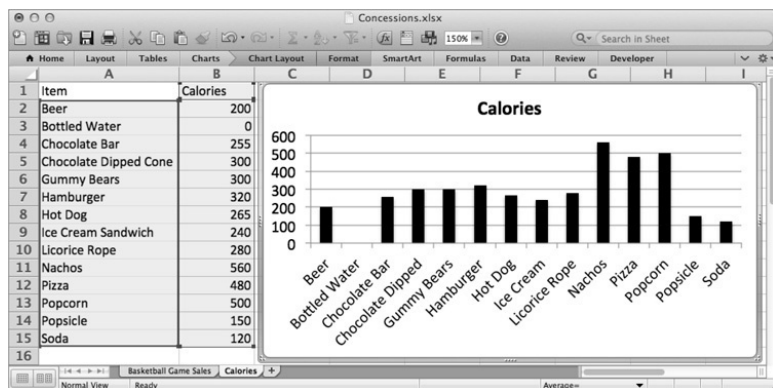 Concessions.xlsx
150%
Search in Sheet
Home Layout Tables Charts Chart Layout Format SmartArt Formulas Data Review Developer
A B C D E F G H I
1 Item Calories
2 Beer 200
3 Bottled Water 0
4 Chocolate Bar 255
5 Chocolate Dipped Cone 300
6 Gummy Bears 300
7 Hamburger 320
8 Hot Dog 265
9 Ice Cream Sandwich 240
10 Licorice Rope 280
11 Nachos 560
12 Pizza 480
13 Popcorn 500
14 Popsicle 150
15 Soda 120
16
Calories
600
500
400
300
200
100
0
Beer
Bottled Water
Chocolate Bar
Chocolate Dipped
Gummy Bears
Hamburger
Hot Dog
Ice Cream
Licorice Rope
Nachos
Pizza
Popcorn
Popsicle
Soda
Basketball Game Sales Calories +
Normal View Ready Average=